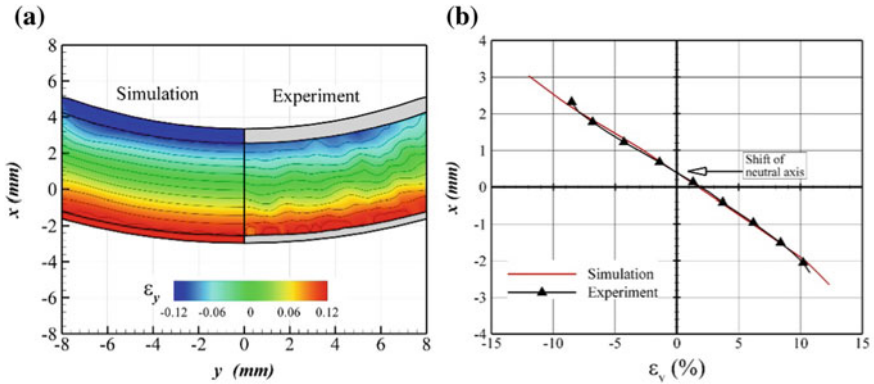 (a)
8
6
4
2
0
-2
-4
-6
-8
x (mm)
Simulation
Experiment
εy
-0.12 -0.06 0 0.06 0.12
-8 -6 -4 -2 0 2 4 6 8
y (mm)
(b)
4
3
2
1
0
-1
-2
-3
-4
x (mm)
Shift of
neutral axis
Simulation
Experiment
-15 -10 -5 0 5 10 15
εy (%)